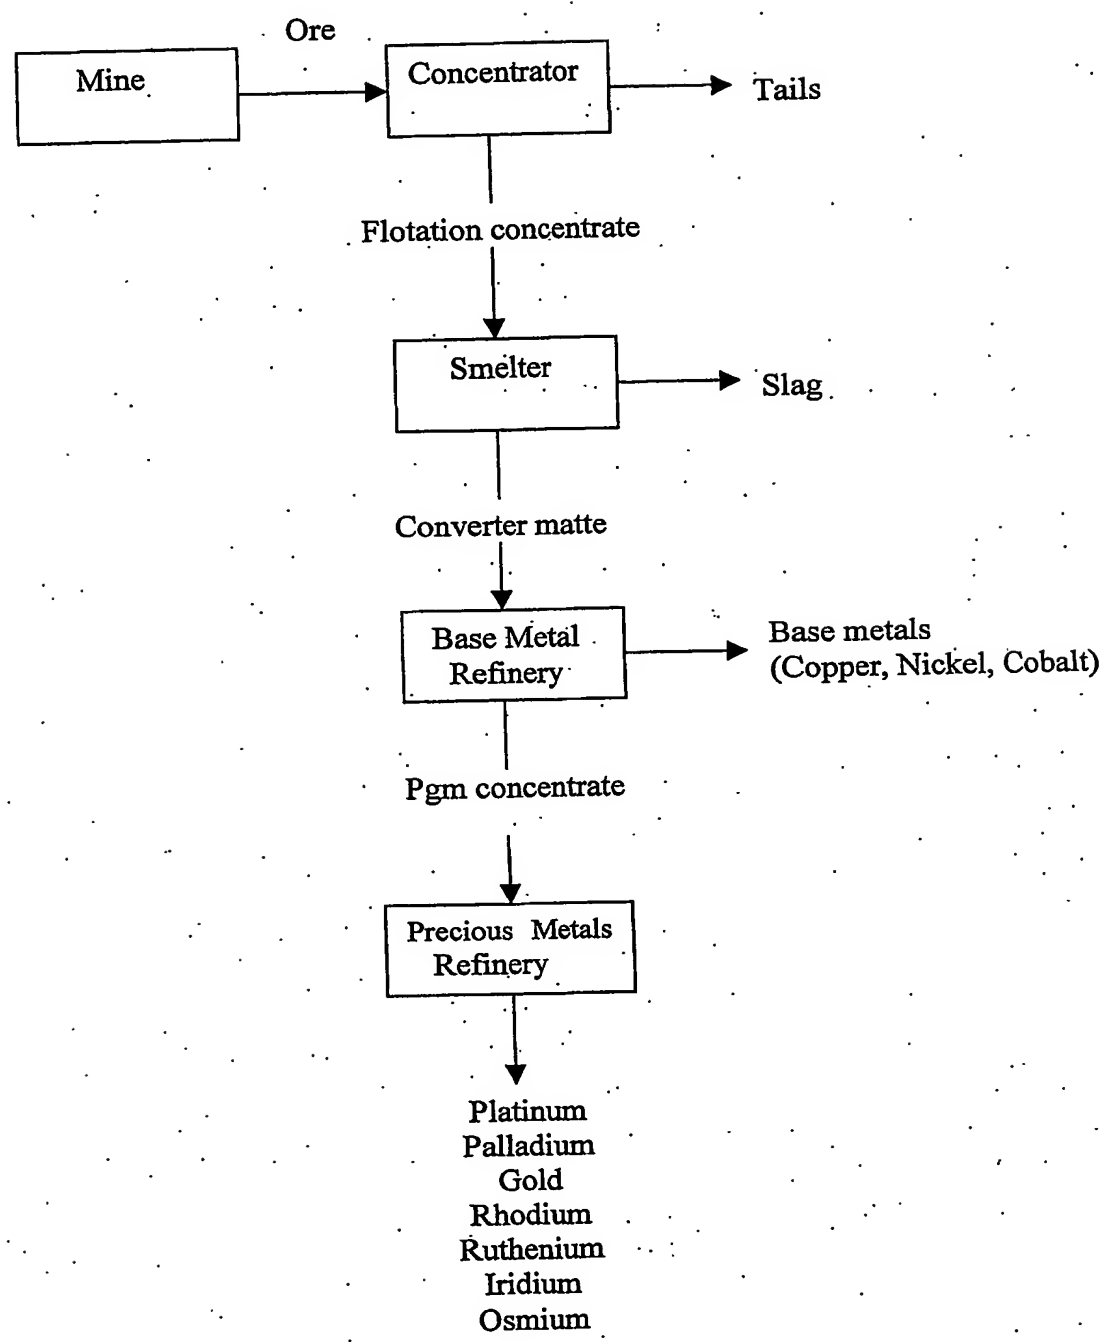 Ore
Mine
Concentrator
Tails
Flotation concentrate
Smelter
Slag
Converter matte
Base Metal
Refinery
Base metals
(Copper, Nickel, Cobalt)
Pgm concentrate
Precious Metals
Refinery
Platinum
Palladium
Gold
Rhodium
Ruthenium
Iridium
Osmium